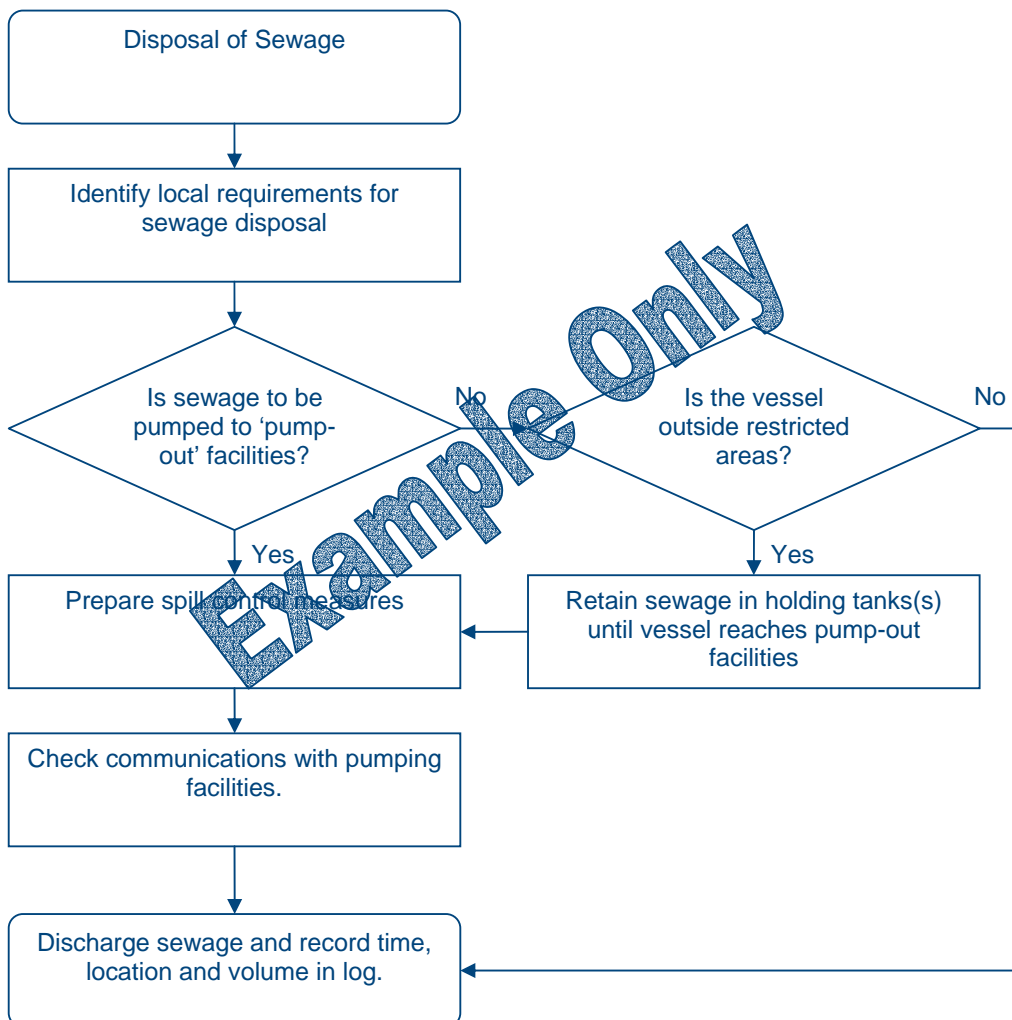 Disposal of Sewage
Identify local requirements for
sewage disposal
Is sewage to be
pumped to ‘pump-
out’ facilities?
No
Is the vessel
outside restricted
areas?
No
Yes
Yes
Prepare spill control measures
Retain sewage in holding tanks(s)
until vessel reaches pump-out
facilities
Check communications with pumping
facilities.
Discharge sewage and record time,
location and volume in log.
Example Only